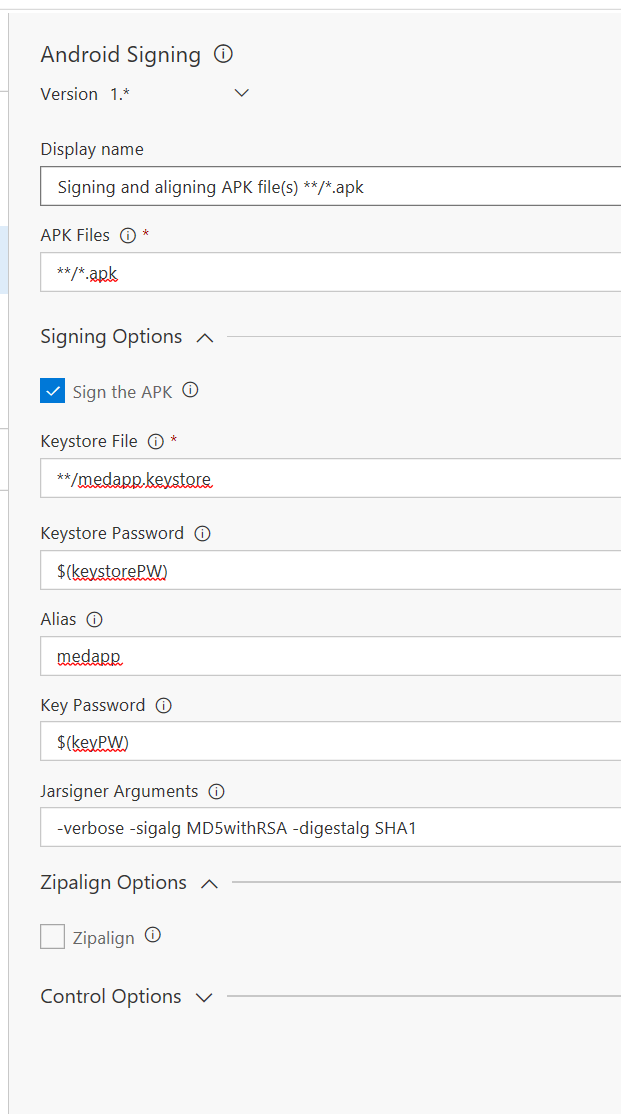 Android Signing
Version 1.*
Display name
Signing and aligning APK file(s) **/*.apk
APK Files *
**/*.apk
Signing Options
Sign the APK
Keystore File *
**/medapp.keystore
Keystore Password
$(keystorePW)
Alias
medapp
Key Password
$(keyPW)
Jarsigner Arguments
-verbose -sigalg MD5withRSA -digestalg SHA1
Zipalign Options
Zipalign
Control Options